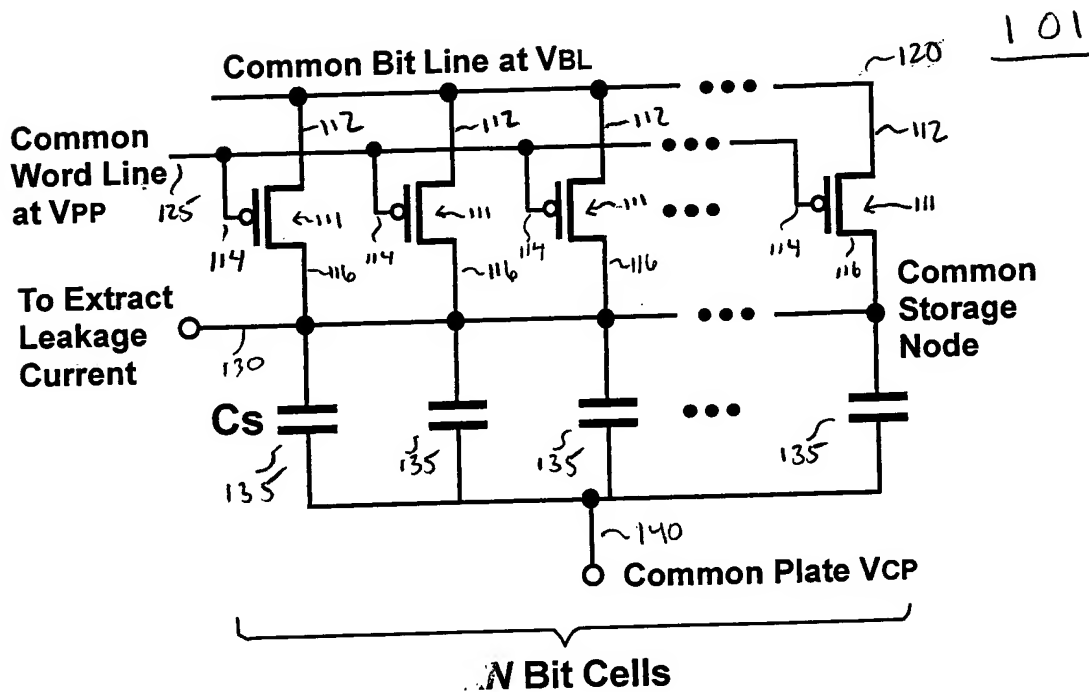 101
Common Bit Line at VBL
120
112
112
112
112
Common
Word Line
at VPP
125
111
111
111
111
114
114
114
114
116
116
116
116
To Extract
Leakage
Current
130
Common
Storage
Node
Cs
135
135
135
135
140
Common Plate VCP
N Bit Cells